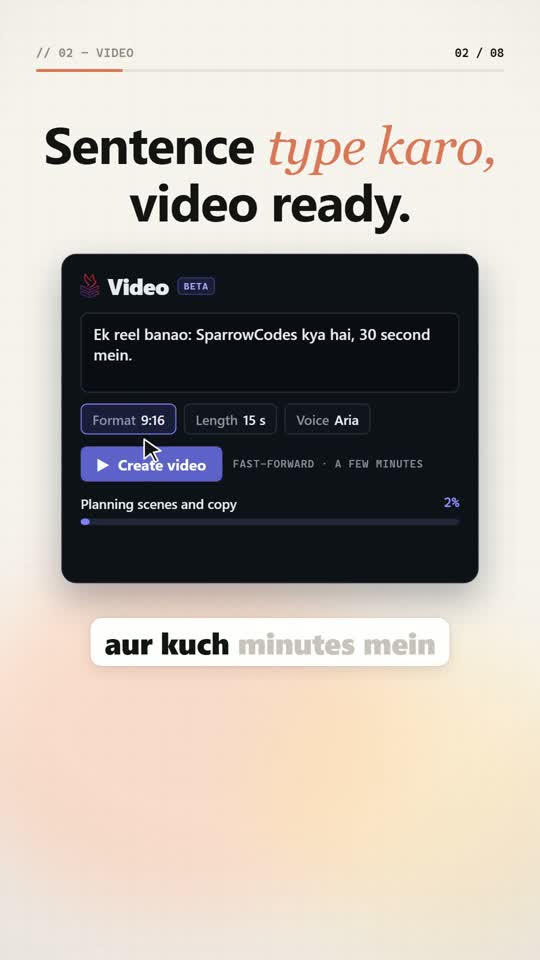 // 02 — VIDEO
02 / 08
Sentence type karo,
video ready.
Video BETA
Ek reel banao: SparrowCodes kya hai, 30 second
mein.
Format 9:16
Length 15 s
Voice Aria
Create video
FAST-FORWARD · A FEW MINUTES
Planning scenes and copy
2%
aur kuch minutes mein